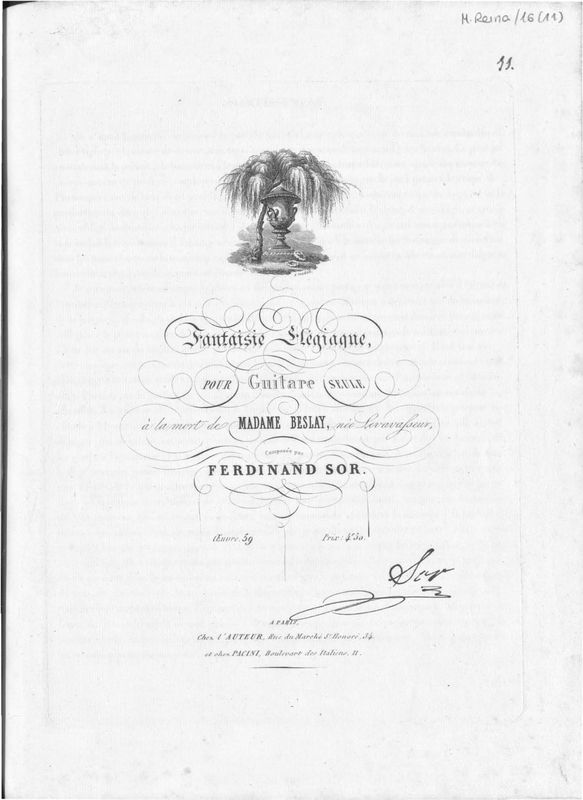 M. Reina/16(11)
11.
Fantaisie Elégiaque,
POUR Guitare SEULE
à la mort de MADAME BESLAY, née Levavasseur,
Composée par
FERDINAND SOR.
Œuvre. 59 Prix: 4f 50.
Sor
A PARIS,
Chez l'AUTEUR, Rue du Marché St Honoré, 34.
et chez PACINI, Boulevart des Italiens, 11.